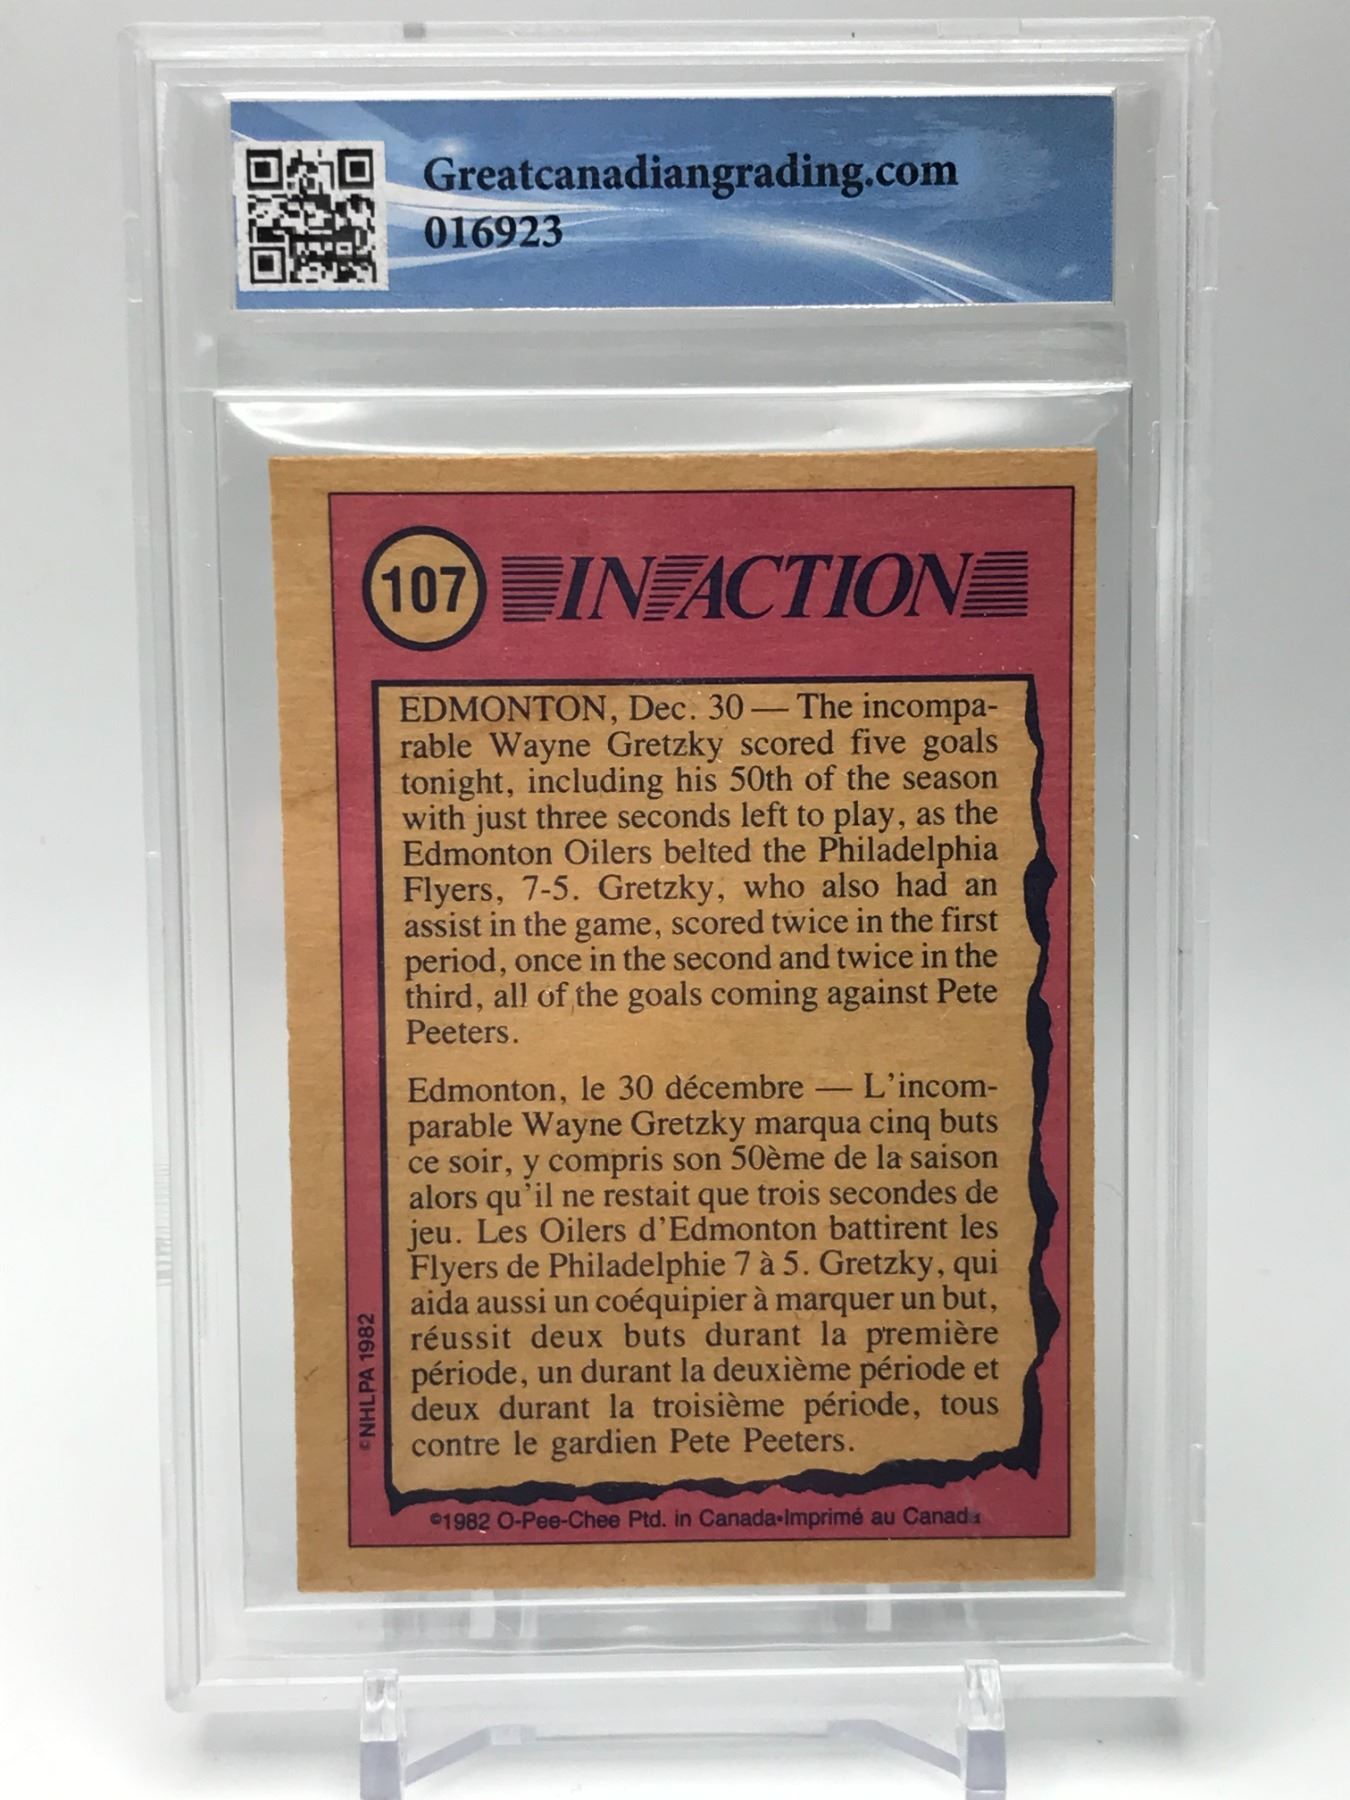 Greatcanadiangrading.com
016923
107 IN ACTION
EDMONTON, Dec. 30 — The incompa-
rable Wayne Gretzky scored five goals
tonight, including his 50th of the season
with just three seconds left to play, as the
Edmonton Oilers belted the Philadelphia
Flyers, 7-5. Gretzky, who also had an
assist in the game, scored twice in the first
period, once in the second and twice in the
third, all of the goals coming against Pete
Peeters.
Edmonton, le 30 décembre — L'incom-
parable Wayne Gretzky marqua cinq buts
ce soir, y compris son 50ème de la saison
alors qu'il ne restait que trois secondes de
jeu. Les Oilers d'Edmonton battirent les
Flyers de Philadelphie 7 à 5. Gretzky, qui
aida aussi un coéquipier à marquer un but,
réussit deux buts durant la première
période, un durant la deuxième période et
deux durant la troisième période, tous
contre le gardien Pete Peeters.
©NHLPA 1982
©1982 O-Pee-Chee Ptd. in Canada•Imprimé au Canada